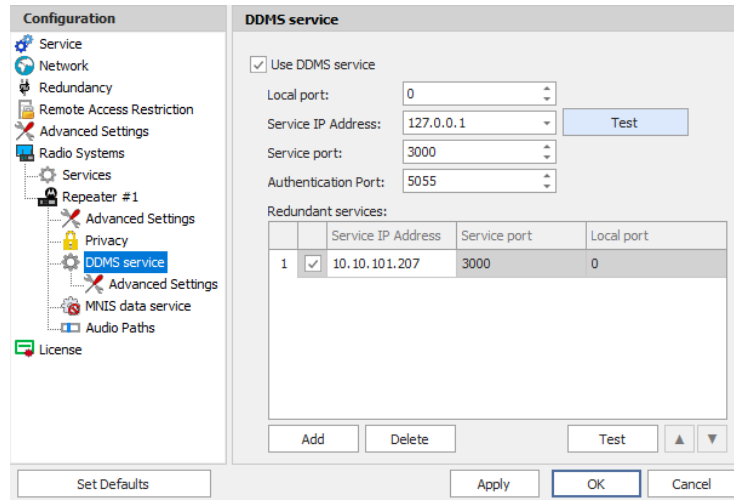 Configuration
Service
Network
Redundancy
Remote Access Restriction
Advanced Settings
Radio Systems
Services
Repeater #1
Advanced Settings
Privacy
DDMS service
Advanced Settings
MNIS data service
Audio Paths
License
DDMS service
Use DDMS service
Local port: 0
Service IP Address: 127.0.0.1 Test
Service port: 3000
Authentication Port: 5055
Redundant services:
Service IP Address Service port Local port
1 10.10.101.207 3000 0
Add Delete Test
Set Defaults Apply OK Cancel